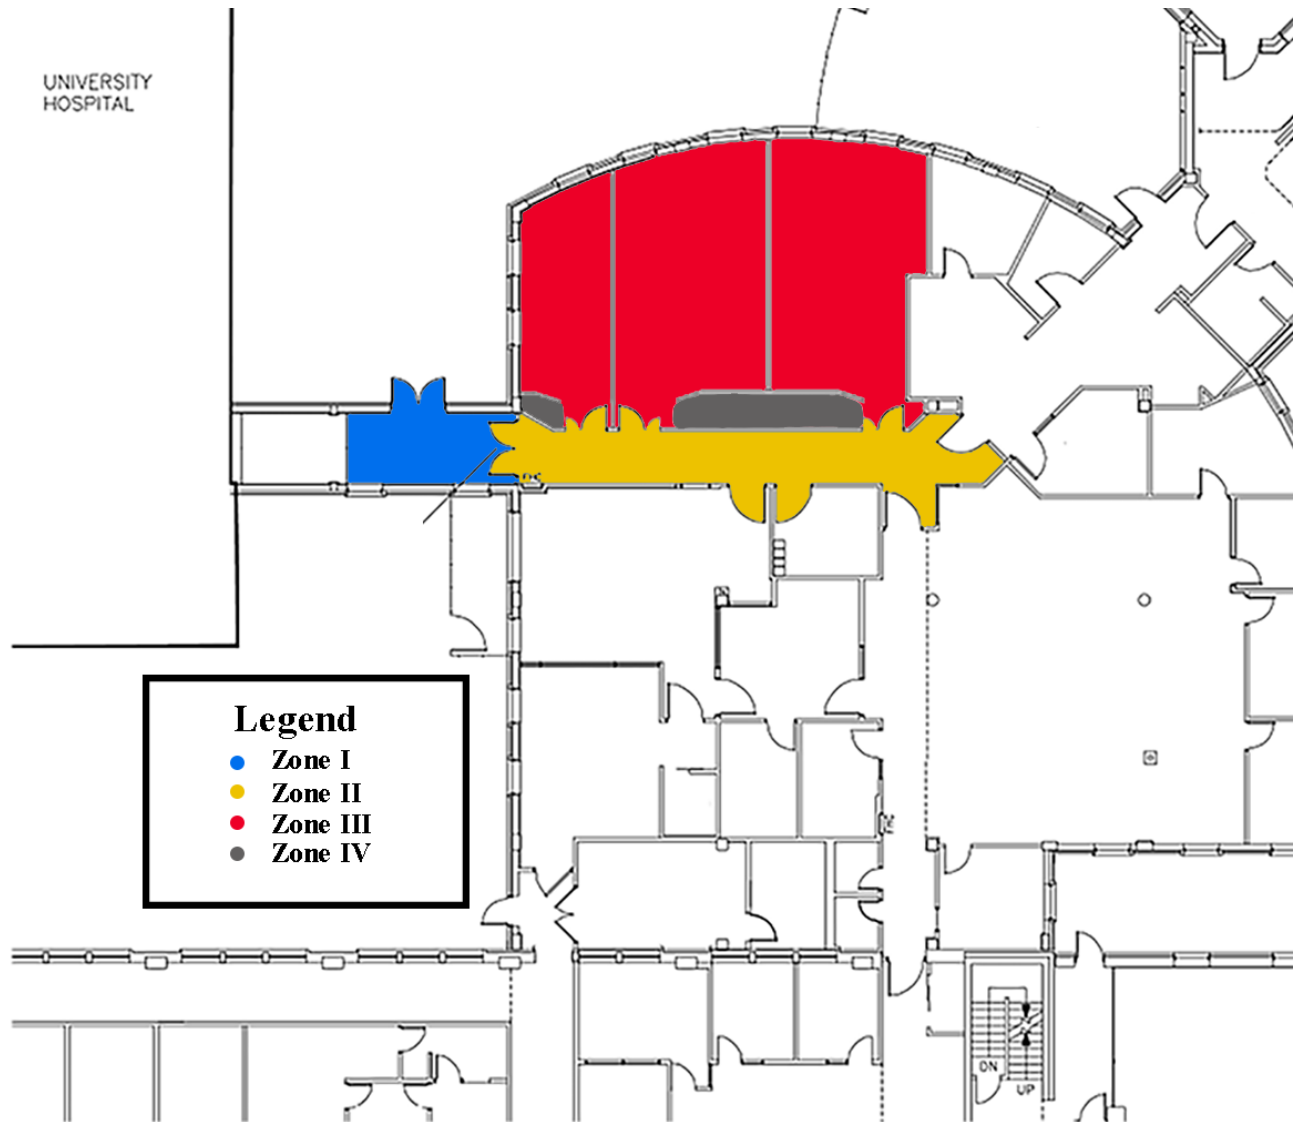 UNIVERSITY
HOSPITAL
Legend
Zone I
Zone II
Zone III
Zone IV
DN
UP